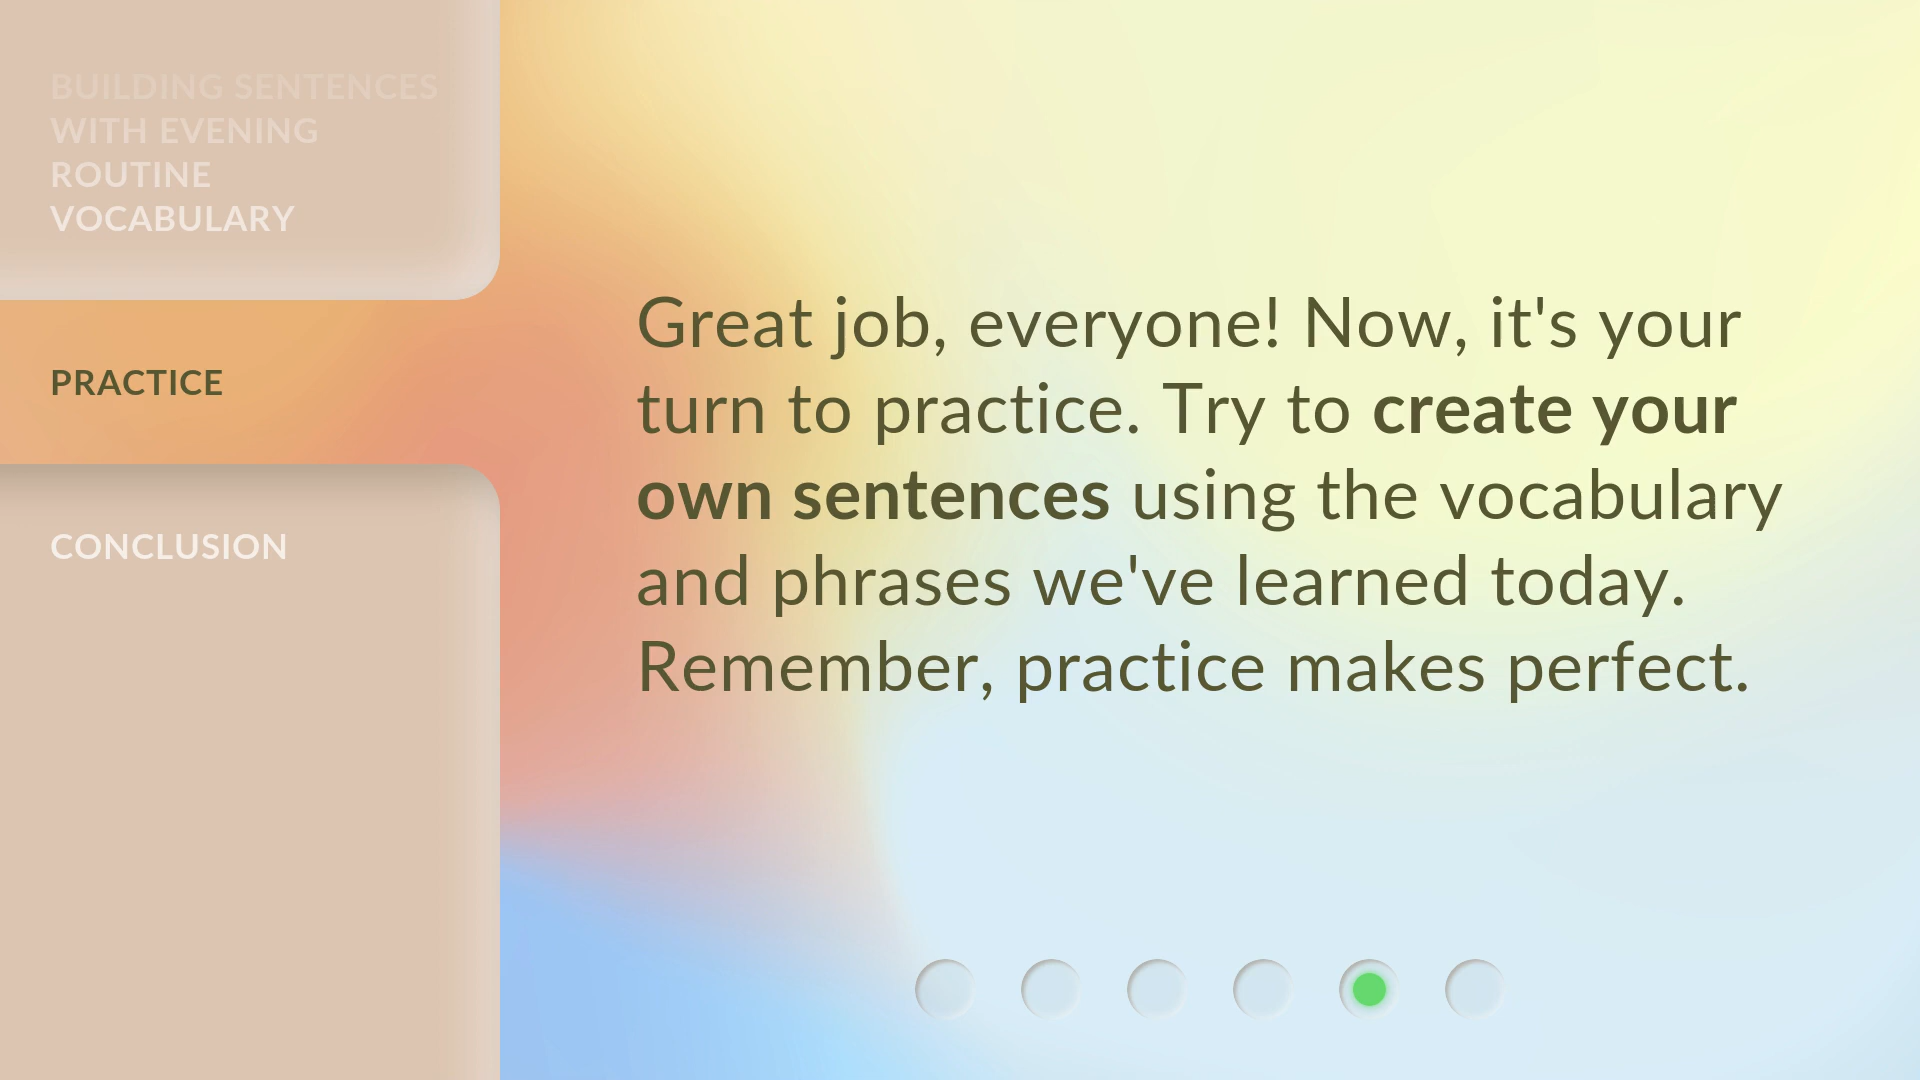 BUILDING SENTENCES
WITH EVENING
ROUTINE
VOCABULARY
PRACTICE
CONCLUSION
Great job, everyone! Now, it's your
turn to practice. Try to create your
own sentences using the vocabulary
and phrases we've learned today.
Remember, practice makes perfect.